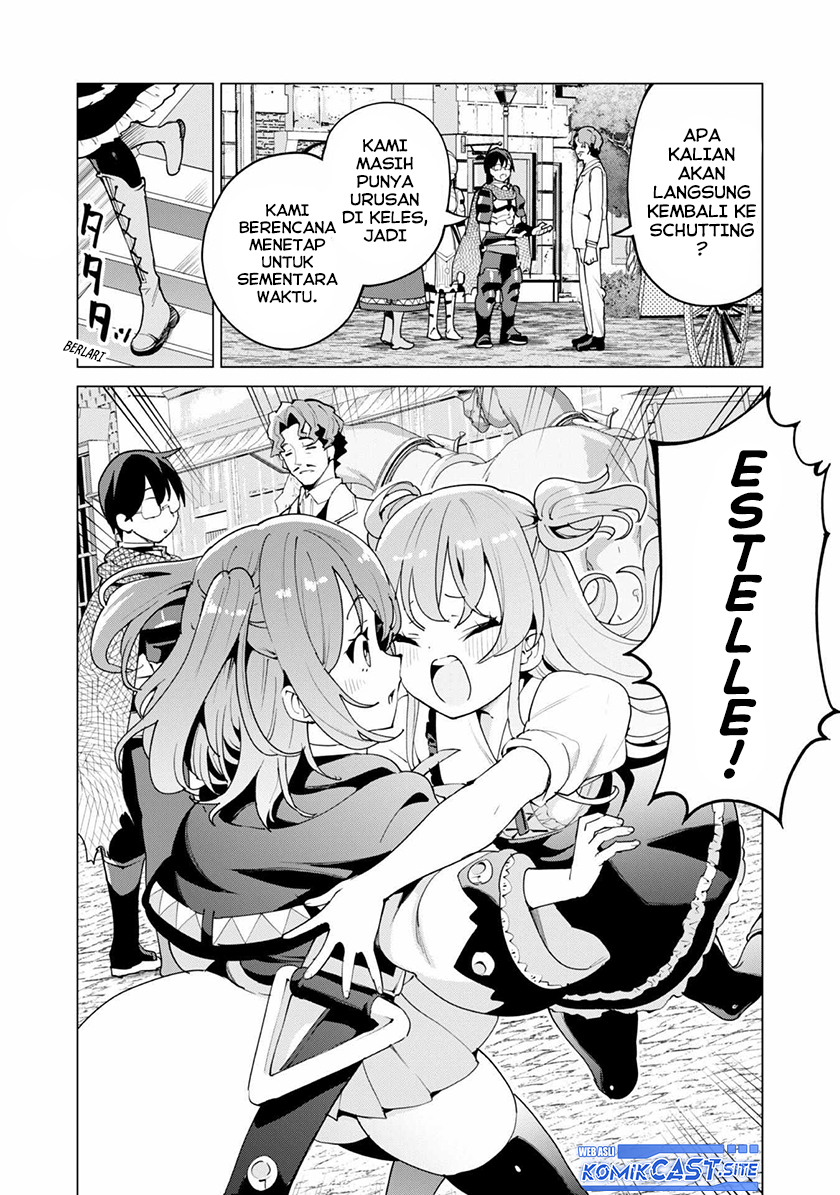 APA
KALIAN
AKAN
LANGSUNG
KEMBALI KE
SCHUTTING
?
KAMI
MASIH
PUNYA
URUSAN
DI KELES,
JADI
KAMI
BERENCANA
MENETAP
UNTUK
SEMENTARA
WAKTU.
タタタッ
BERLARI
ESTELLE!
WEB ASLI
KOMIKCAST.SITE